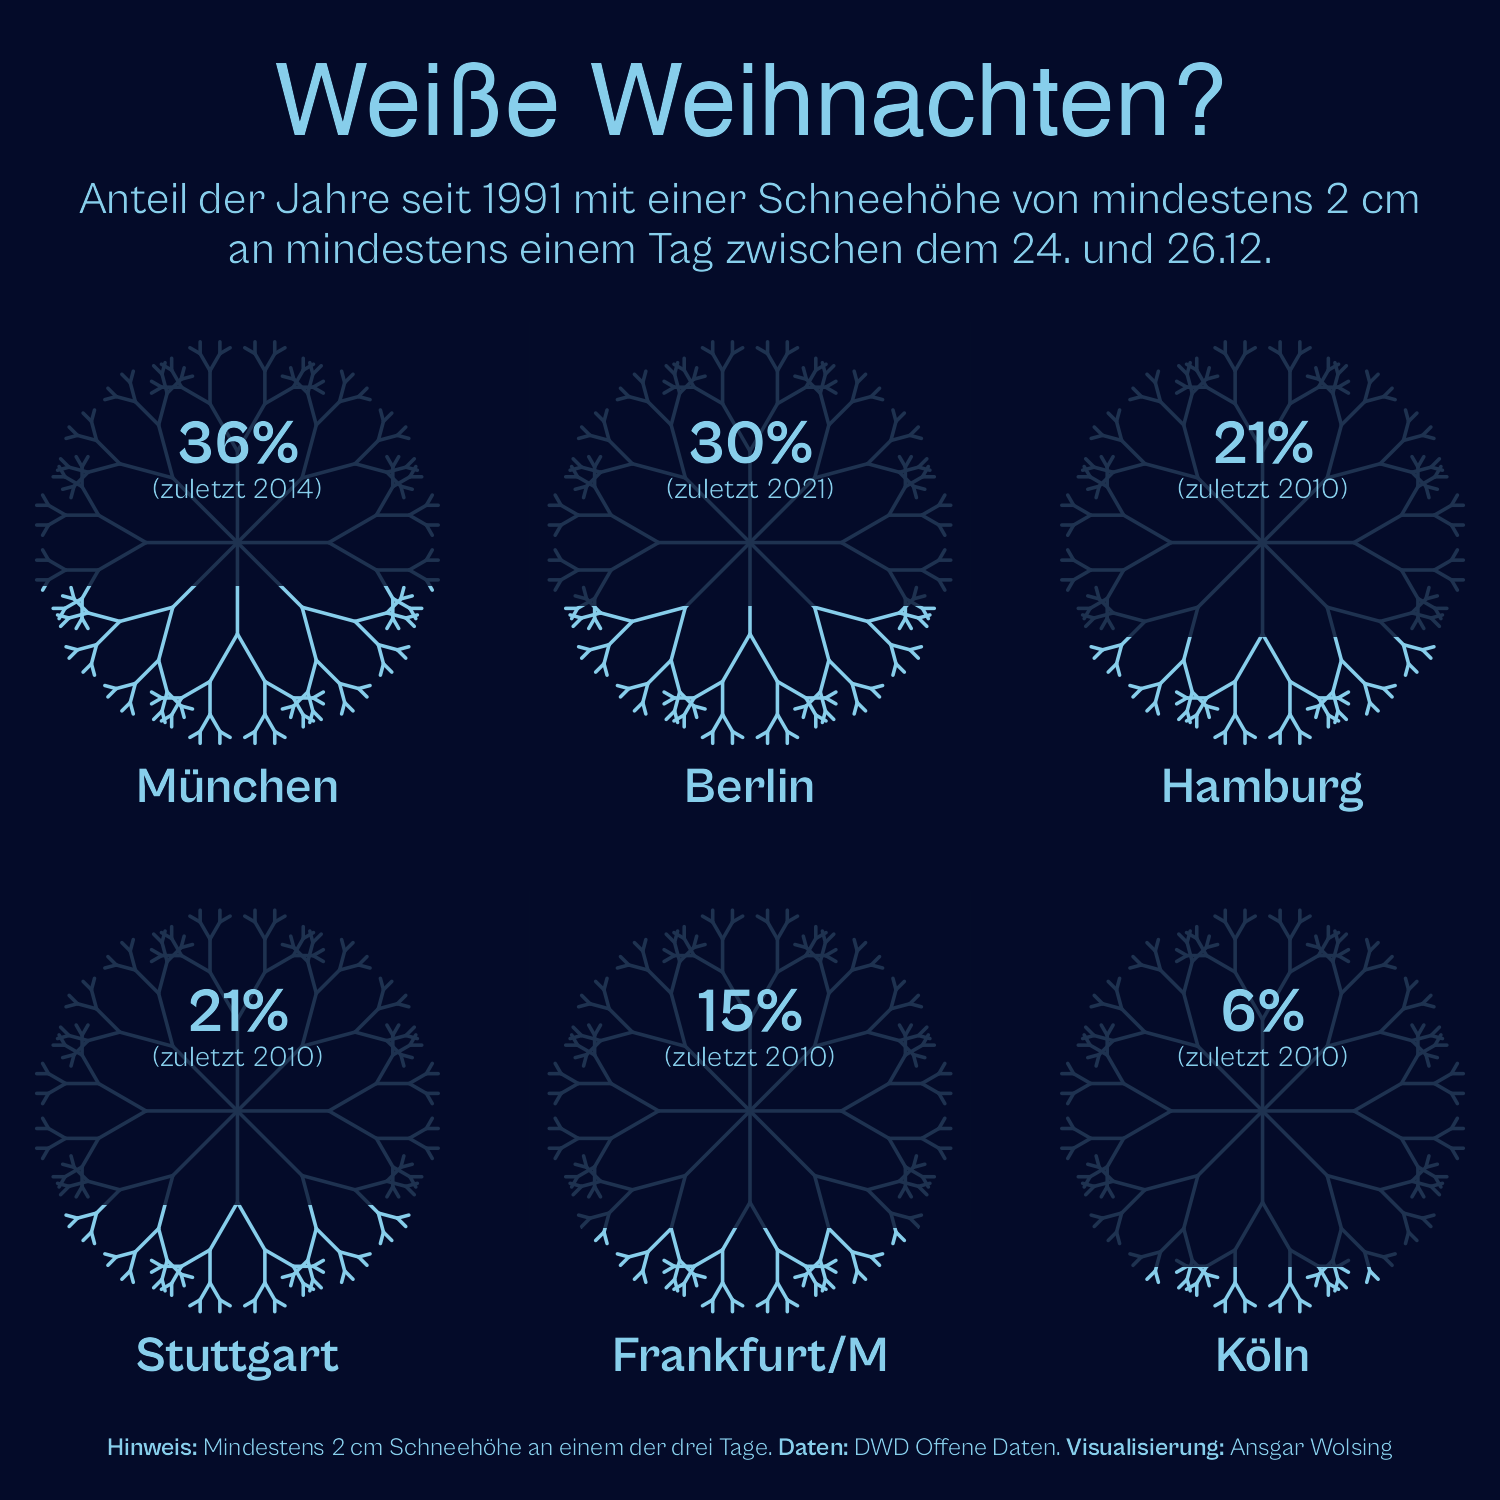 Weiße Weihnachten?
Anteil der Jahre seit 1991 mit einer Schneehöhe von mindestens 2 cm
an mindestens einem Tag zwischen dem 24. und 26.12.
36%
(zuletzt 2014)
München
30%
(zuletzt 2021)
Berlin
21%
(zuletzt 2010)
Hamburg
21%
(zuletzt 2010)
Stuttgart
15%
(zuletzt 2010)
Frankfurt/M
6%
(zuletzt 2010)
Köln
Hinweis: Mindestens 2 cm Schneehöhe an einem der drei Tage. Daten: DWD Offene Daten. Visualisierung: Ansgar Wolsing